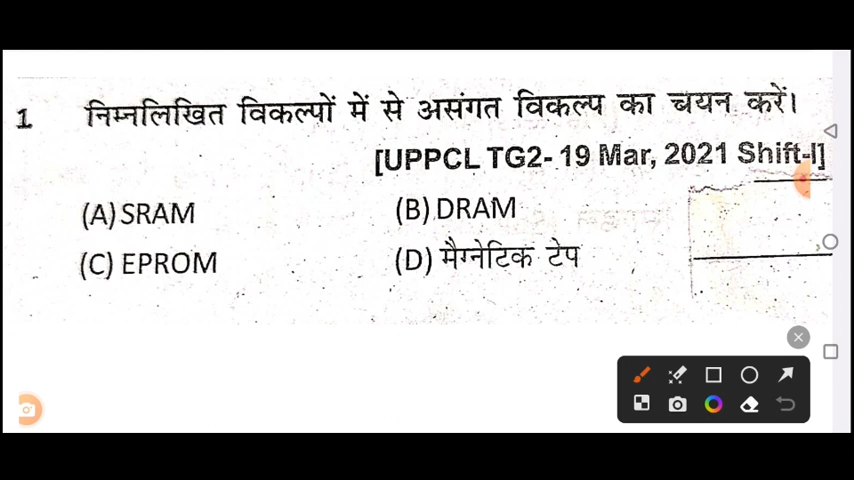 1 निम्नलिखित विकल्पों में से असंगत विकल्प का चयन करें।
[UPPCL TG2- 19 Mar, 2021 Shift-I]
(A) SRAM (B) DRAM
(C) EPROM (D) मैग्नेटिक टेप